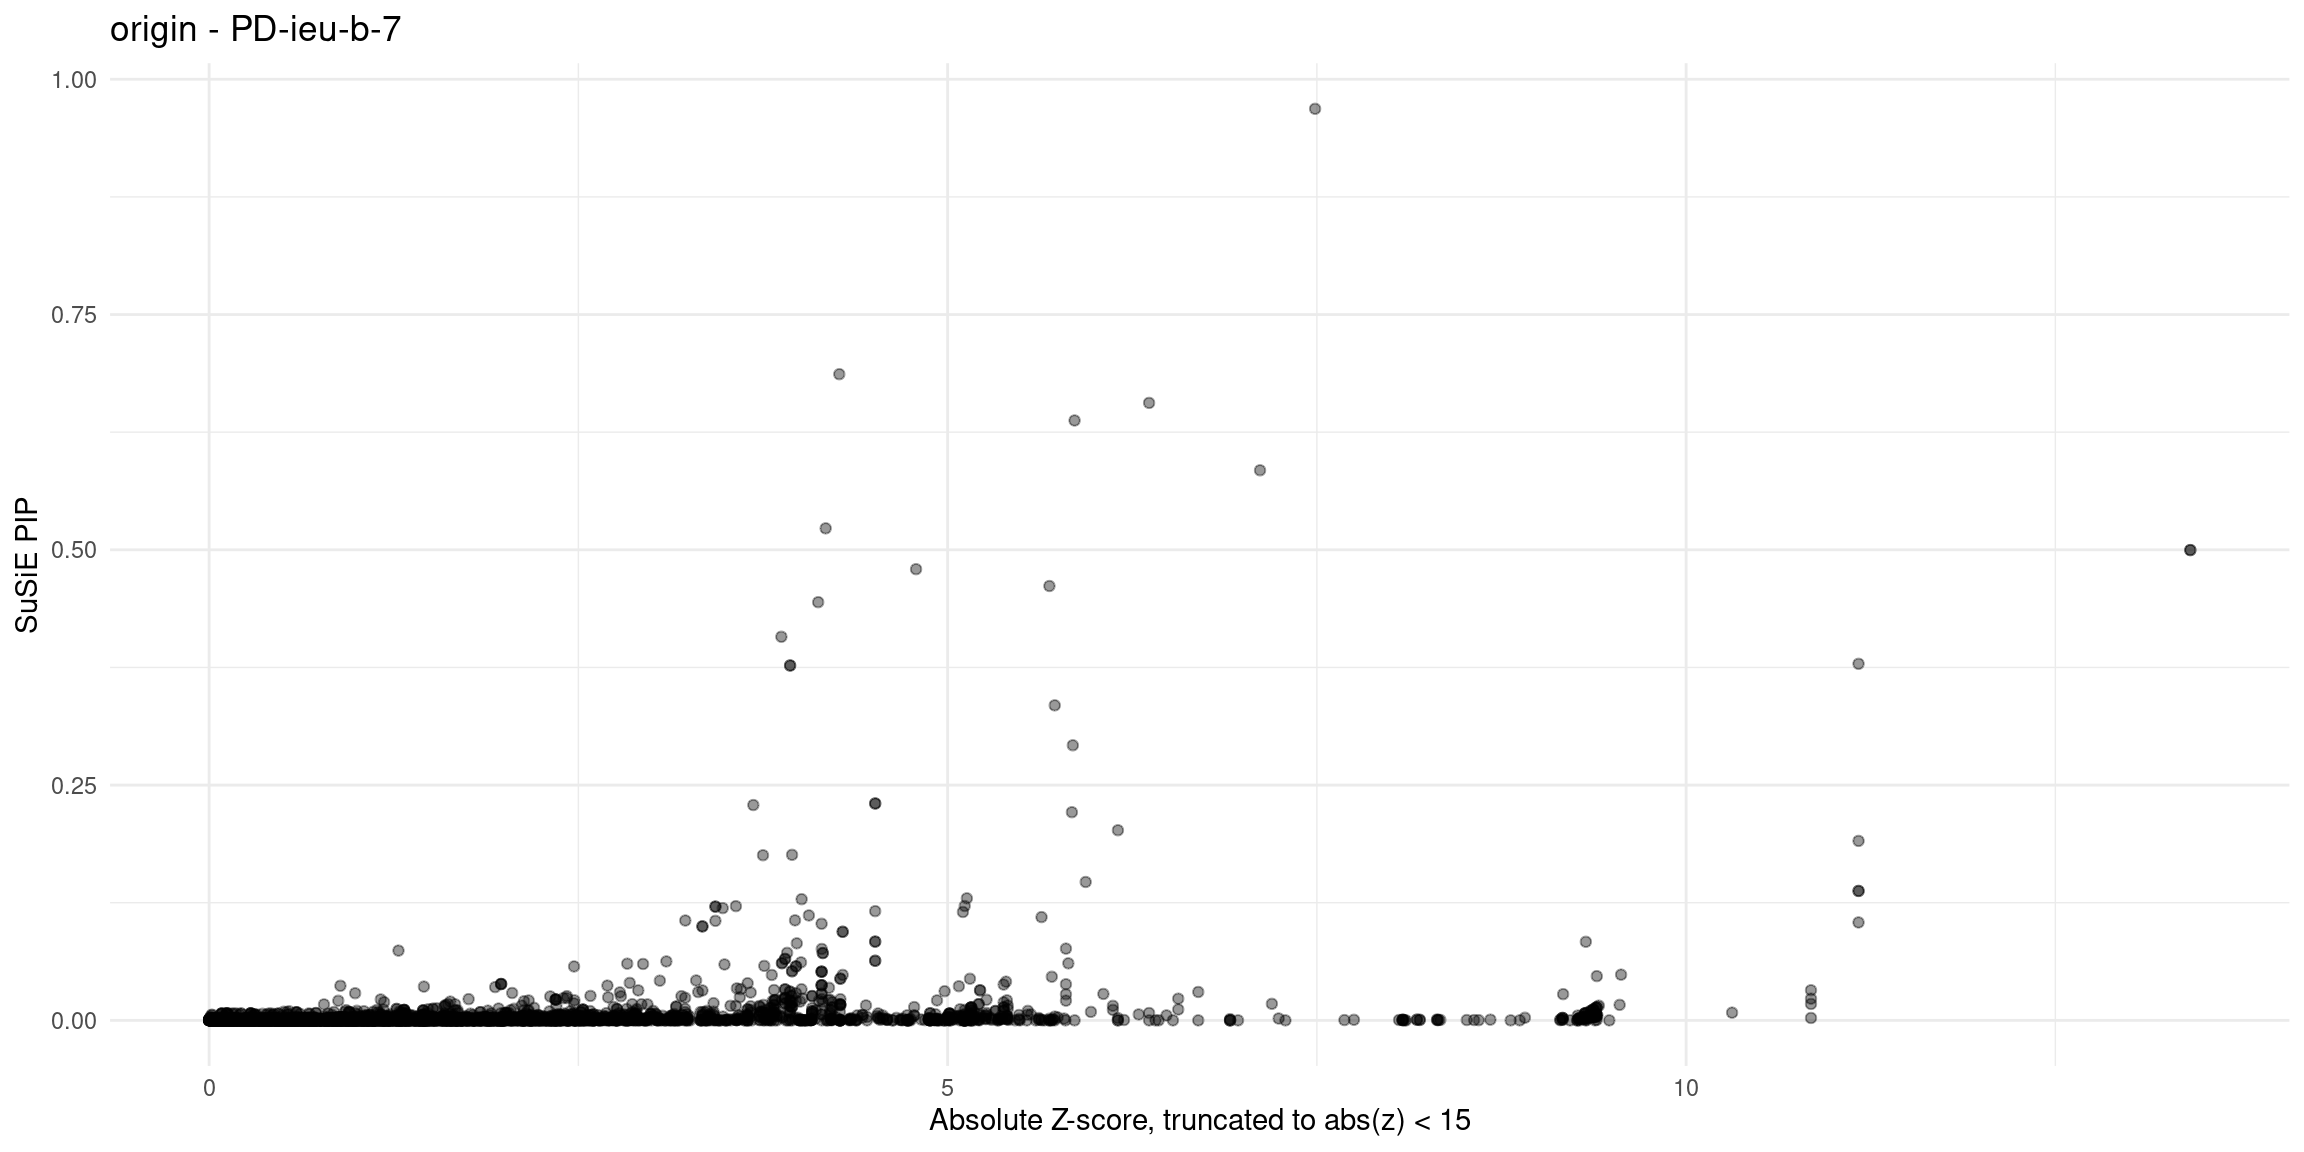 origin - PD-ieu-b-7
1.00
0.75
0.50
0.25
0.00
SuSiE PIP
0
5
10
Absolute Z-score, truncated to abs(z) < 15